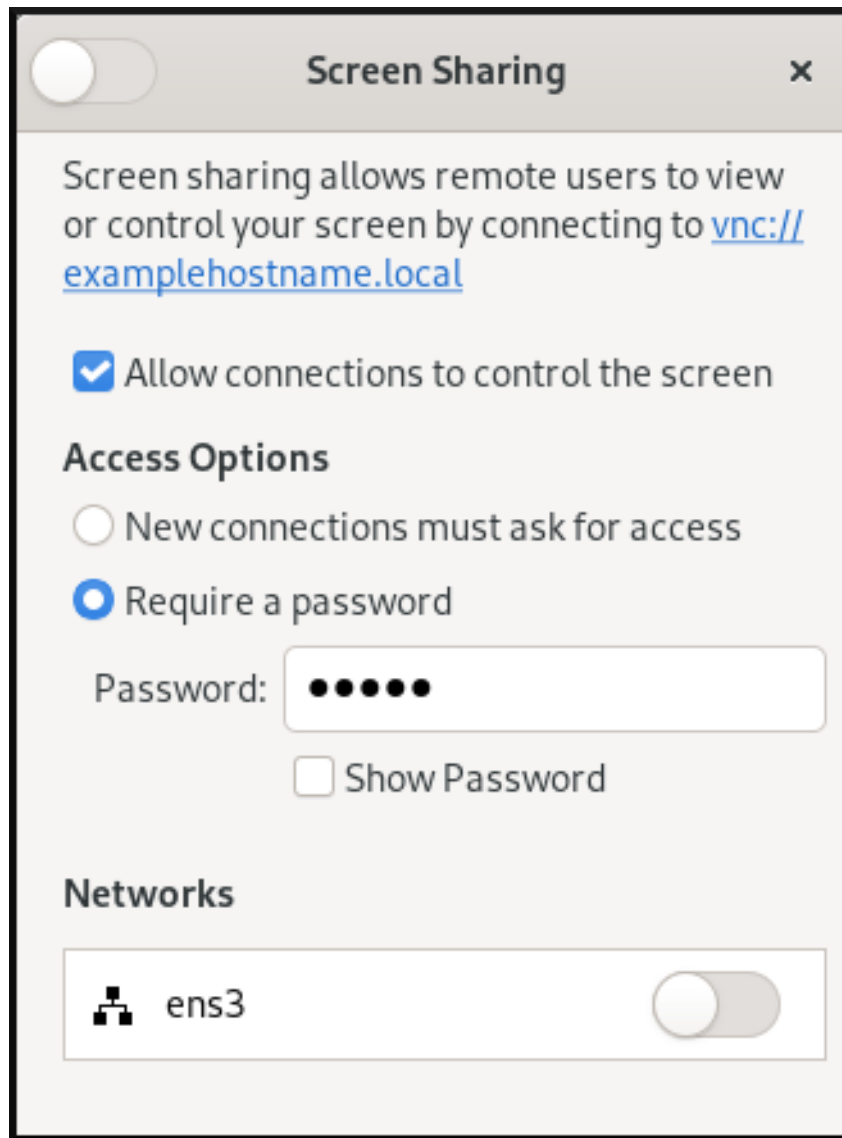 Screen Sharing ×
Screen sharing allows remote users to view
or control your screen by connecting to vnc://
examplehostname.local
Allow connections to control the screen
Access Options
New connections must ask for access
Require a password
Password: ●●●●●
Show Password
Networks
ens3